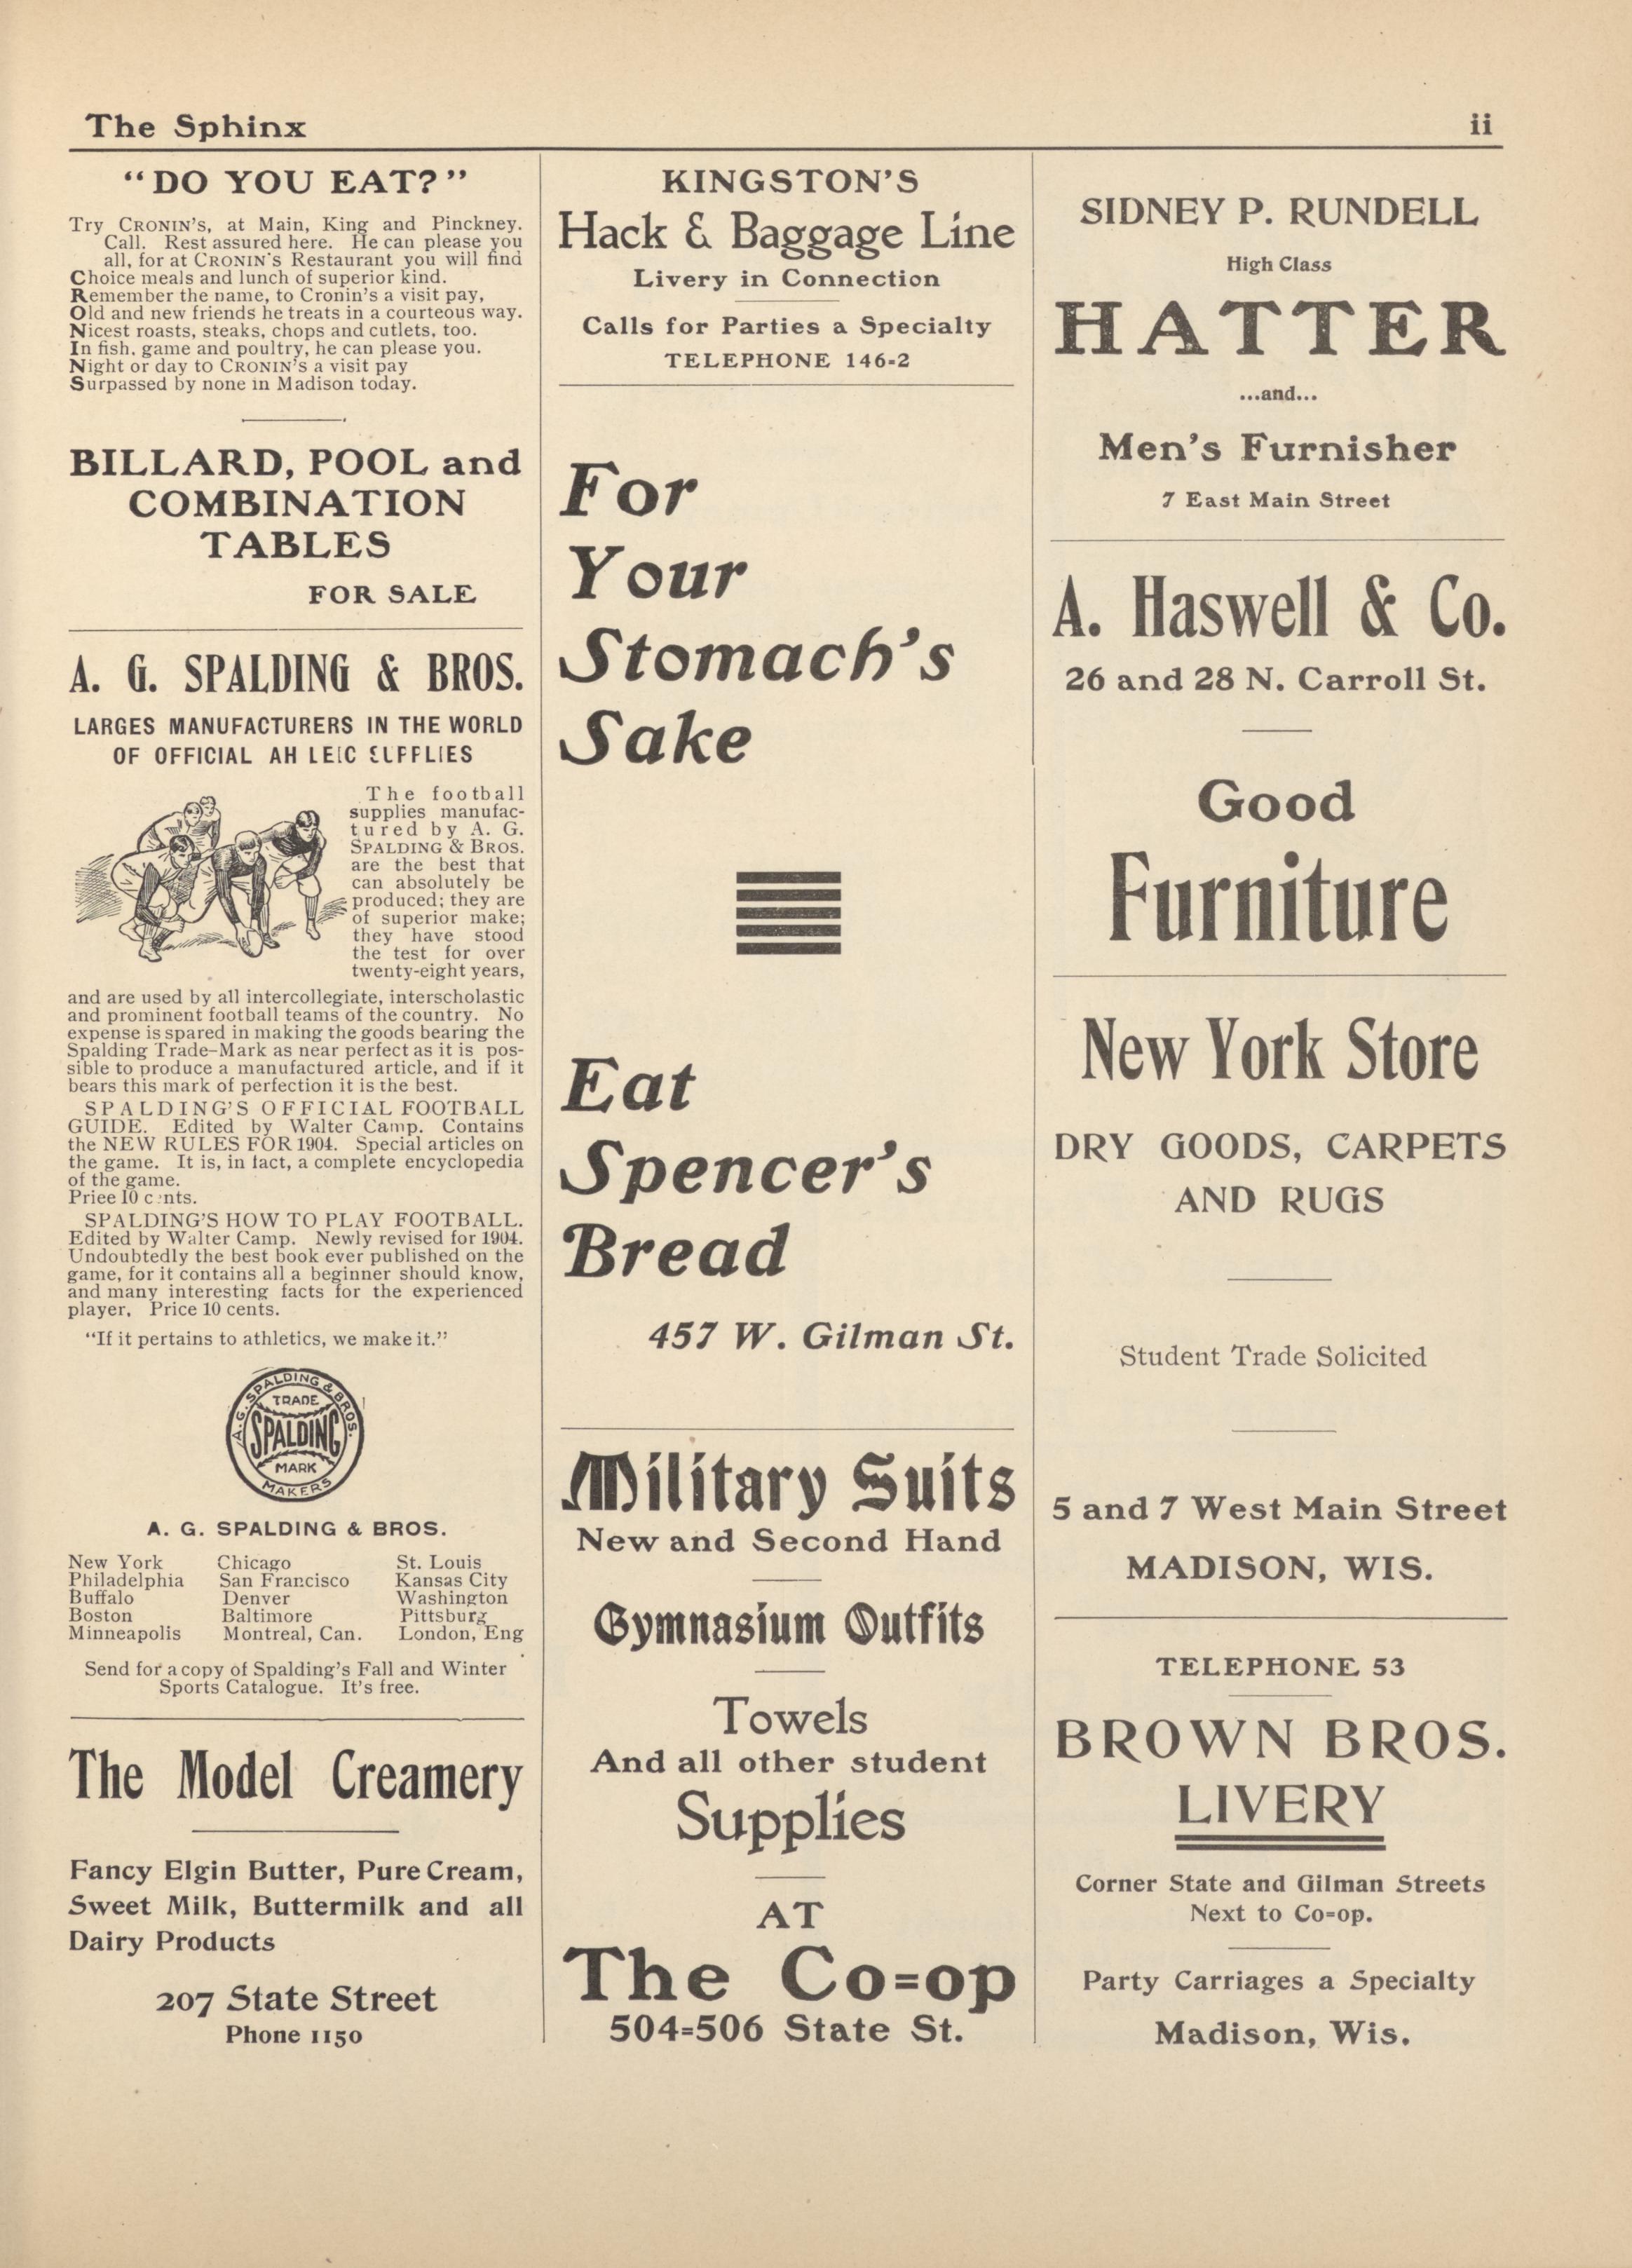 The Sphinx
ii
"DO YOU EAT?"
Try CRONIN'S, at Main, King and Pinckney.
Call. Rest assured here. He can please you
all, for at CRONIN'S Restaurant you will find
Choice meals and lunch of superior kind.
Remember the name, to Cronin's a visit pay,
Old and new friends he treats in a courteous way.
Nicest roasts, steaks, chops and cutlets, too.
In fish. game and poultry, he can please you.
Night or day to CRONIN'S a visit pay
Surpassed by none in Madison today.
BILLARD, POOL and
COMBINATION
TABLES
FOR SALE
A. G. SPALDING & BROS.
LARGES MANUFACTURERS IN THE WORLD
OF OFFICIAL AH LEIC SUPPLIES
The football
supplies manufac-
tured by A. G.
SPALDING & BROS.
are the best that
can absolutely be
produced; they are
of superior make;
they have stood
the test for over
twenty-eight years,
and are used by all intercollegiate, interscholastic
and prominent football teams of the country. No
expense is spared in making the goods bearing the
Spalding Trade-Mark as near perfect as it is pos-
sible to produce a manufactured article, and if it
bears this mark of perfection it is the best.
SPALDING'S OFFICIAL FOOTBALL
GUIDE. Edited by Walter Camp. Contains
the NEW RULES FOR 1904. Special articles on
the game. It is, in fact, a complete encyclopedia
of the game.
Priee 10 c nts.
SPALDING'S HOW TO PLAY FOOTBALL.
Edited by Walter Camp. Newly revised for 1904.
Undoubtedly the best book ever published on the
game, for it contains all a beginner should know,
and many interesting facts for the experienced
player. Price 10 cents.
"If it pertains to athletics, we make it."
A.G. SPALDING & BROS.
TRADE
SPALDING
MARK
MAKERS
A. G. SPALDING & BROS.
New York Chicago St. Louis
Philadelphia San Francisco Kansas City
Buffalo Denver Washington
Boston Baltimore Pittsburg
Minneapolis Montreal, Can. London, Eng
Send for a copy of Spalding's Fall and Winter
Sports Catalogue. It's free.
The Model Creamery
Fancy Elgin Butter, Pure Cream,
Sweet Milk, Buttermilk and all
Dairy Products
207 State Street
Phone 1150
KINGSTON'S
Hack & Baggage Line
Livery in Connection
Calls for Parties a Specialty
TELEPHONE 146-2
For
Your
Stomach's
Sake
Eat
Spencer's
Bread
457 W. Gilman St.
Military Suits
New and Second Hand
Gymnasium Outfits
Towels
And all other student
Supplies
AT
The Co=op
504=506 State St.
SIDNEY P. RUNDELL
High Class
HATTER
...and...
Men's Furnisher
7 East Main Street
A. Haswell & Co.
26 and 28 N. Carroll St.
Good
Furniture
New York Store
DRY GOODS, CARPETS
AND RUGS
Student Trade Solicited
5 and 7 West Main Street
MADISON, WIS.
TELEPHONE 53
BROWN BROS.
LIVERY
Corner State and Gilman Streets
Next to Co=op.
Party Carriages a Specialty
Madison, Wis.